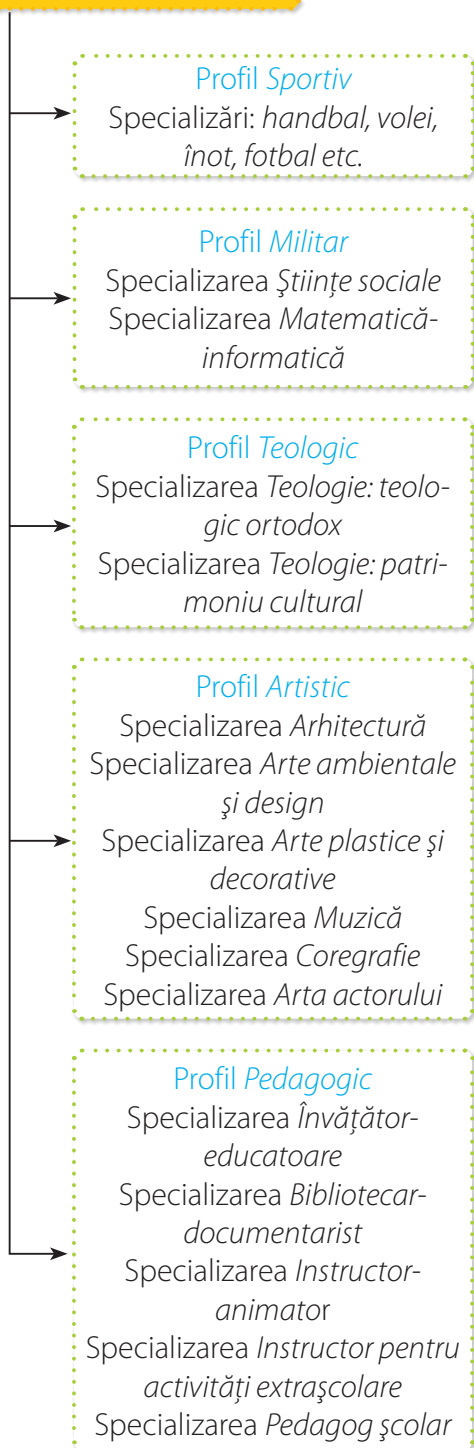 Profil Sportiv
Specializări: handbal, volei,
înot, fotbal etc.
Profil Militar
Specializarea Ştiinţe sociale
Specializarea Matematică-
informatică
Profil Teologic
Specializarea Teologie: teolo-
gic ortodox
Specializarea Teologie: patri-
moniu cultural
Profil Artistic
Specializarea Arhitectură
Specializarea Arte ambientale
şi design
Specializarea Arte plastice şi
decorative
Specializarea Muzică
Specializarea Coregrafie
Specializarea Arta actorului
Profil Pedagogic
Specializarea Învăţător-
educatoare
Specializarea Bibliotecar-
documentarist
Specializarea Instructor-
animator
Specializarea Instructor pentru
activităţi extraşcolare
Specializarea Pedagog şcolar